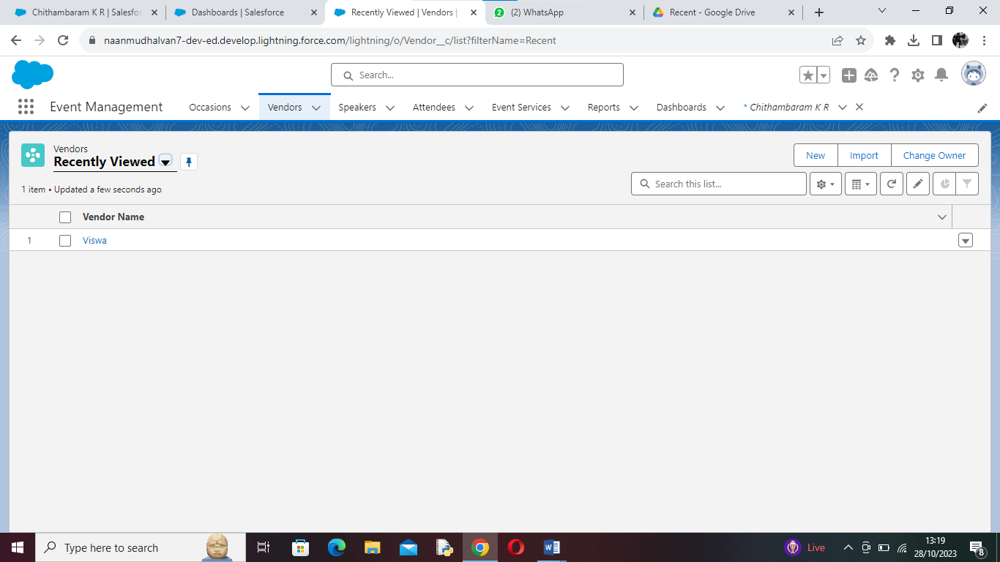 Chithambaram K R | Salesfor
Dashboards | Salesforce
Recently Viewed | Vendors |
(2) WhatsApp
Recent - Google Drive
naanmudhalvan7-dev-ed.develop.lightning.force.com/lightning/o/Vendor__c/list?filterName=Recent
Search...
Event Management
Occasions
Vendors
Speakers
Attendees
Event Services
Reports
Dashboards
* Chithambaram K R
Vendors
Recently Viewed
New
Import
Change Owner
1 item • Updated a few seconds ago
Search this list...
Vendor Name
1
Viswa
Type here to search
Live
13:19
28/10/2023
8